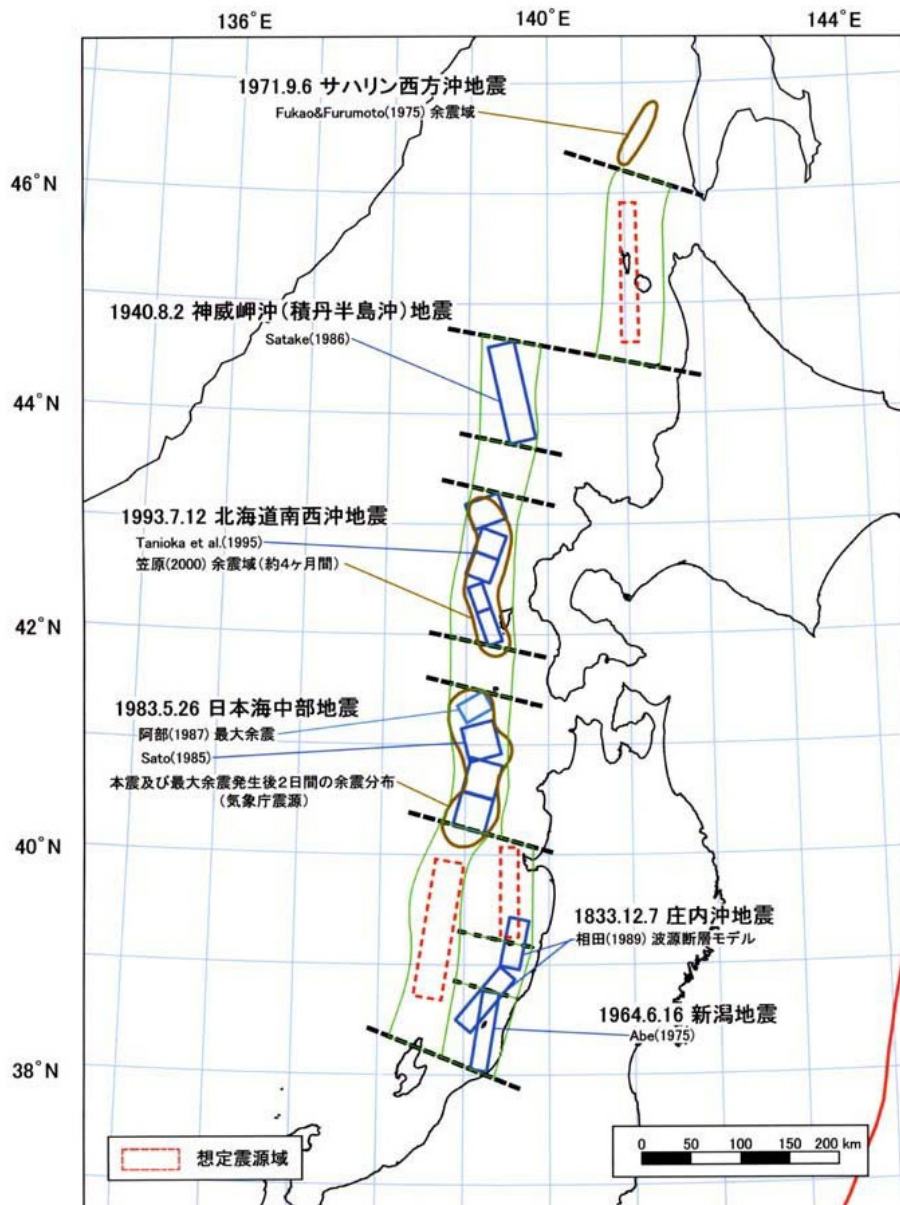 136°E
140°E
144°E
1971.9.6 サハリン西方沖地震
Fukao&Furumoto(1975) 余震域
46°N
1940.8.2 神威岬沖(積丹半島沖)地震
Satake(1986)
44°N
1993.7.12 北海道南西沖地震
Tanioka et al.(1995)
笠原(2000) 余震域(約4ヶ月間)
42°N
1983.5.26 日本海中部地震
阿部(1987) 最大余震
Sato(1985)
本震及び最大余震発生後2日間の余震分布
(気象庁震源)
40°N
1833.12.7 庄内沖地震
相田(1989) 波源断層モデル
1964.6.16 新潟地震
Abe(1975)
38°N
想定震源域
0 50 100 150 200 km